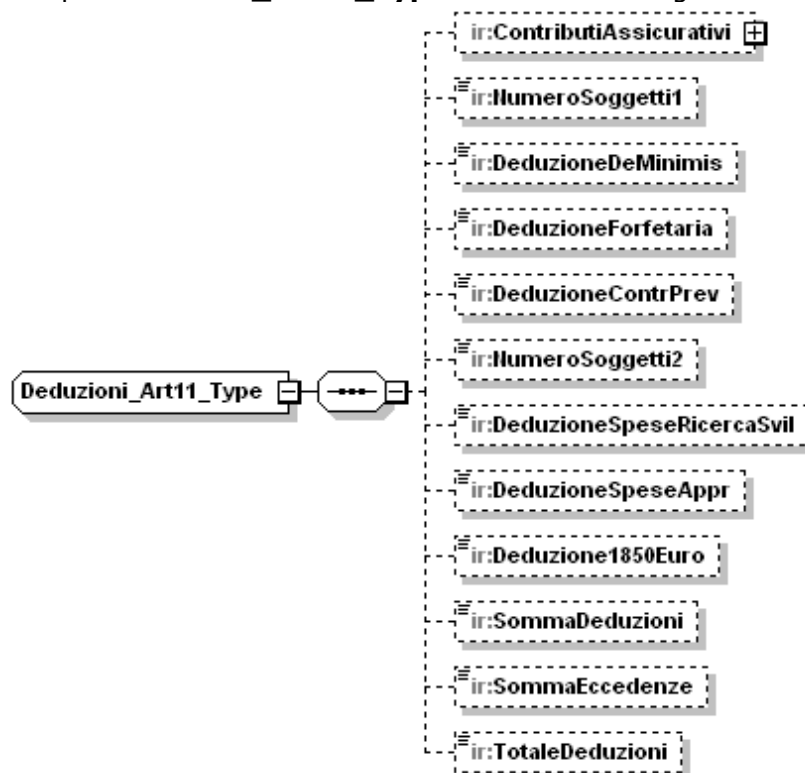 ir:ContributiAssicurativi
ir:NumeroSoggetti1
ir:DeduzioneDeMinimis
ir:DeduzioneForfetaria
ir:DeduzioneContrPrev
ir:NumeroSoggetti2
Deduzioni_Art11_Type
ir:DeduzioneSpeseRicercaSvil
ir:DeduzioneSpeseAppr
ir:Deduzione1850Euro
ir:SommaDeduzioni
ir:SommaEccedenze
ir:TotaleDeduzioni